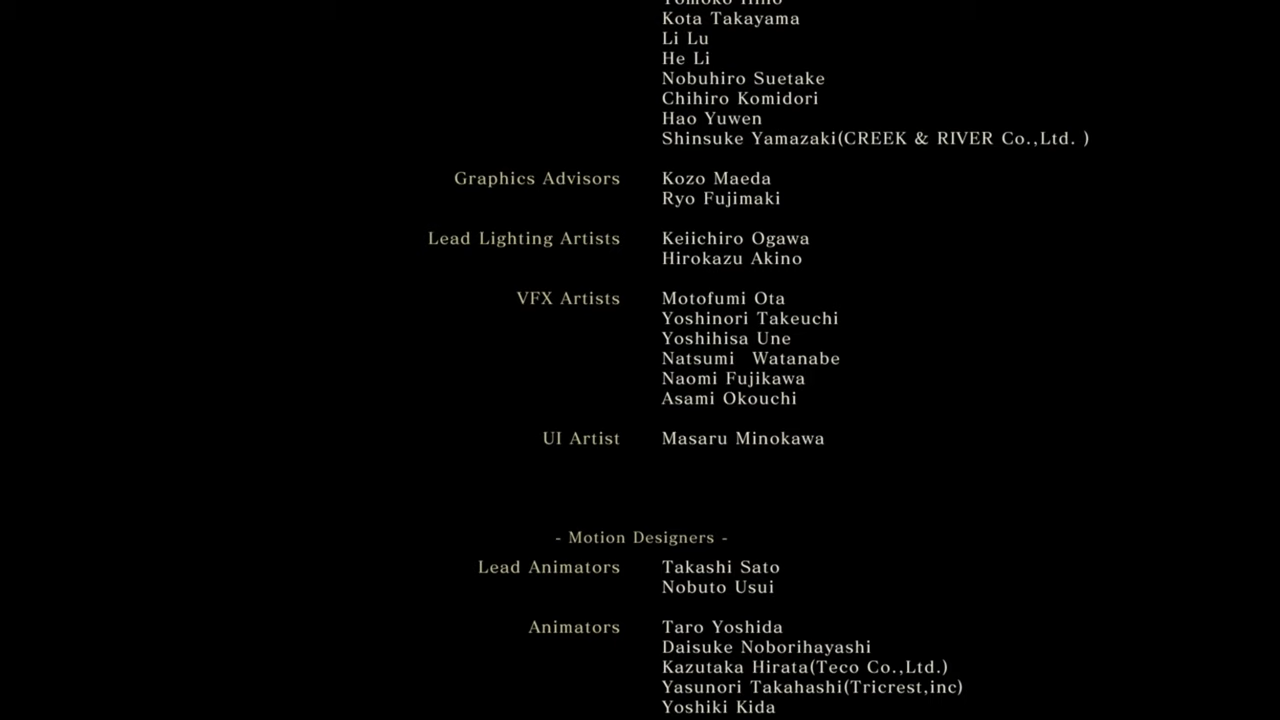 Tomoko Hino
Kota Takayama
Li Lu
He Li
Nobuhiro Suetake
Chihiro Komidori
Hao Yuwen
Shinsuke Yamazaki(CREEK & RIVER Co.,Ltd. )
Graphics Advisors Kozo Maeda
Ryo Fujimaki
Lead Lighting Artists Keiichiro Ogawa
Hirokazu Akino
VFX Artists Motofumi Ota
Yoshinori Takeuchi
Yoshihisa Une
Natsumi  Watanabe
Naomi Fujikawa
Asami Okouchi
UI Artist Masaru Minokawa
- Motion Designers -
Lead Animators Takashi Sato
Nobuto Usui
Animators Taro Yoshida
Daisuke Noborihayashi
Kazutaka Hirata(Teco Co.,Ltd.)
Yasunori Takahashi(Tricrest,inc)
Yoshiki Kida